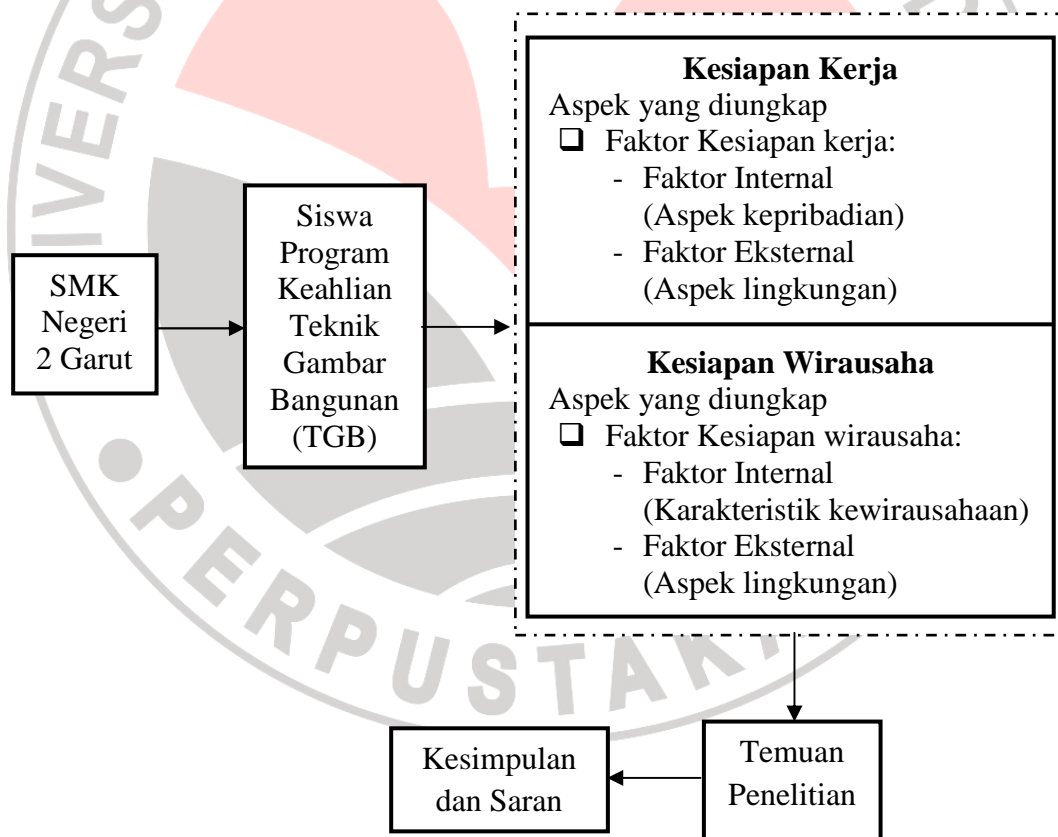 SMK
Negeri
2 Garut
Siswa
Program
Keahlian
Teknik
Gambar
Bangunan
(TGB)
Kesiapan Kerja
Aspek yang diungkap
❑ Faktor Kesiapan kerja:
- Faktor Internal
(Aspek kepribadian)
- Faktor Eksternal
(Aspek lingkungan)
Kesiapan Wirausaha
Aspek yang diungkap
❑ Faktor Kesiapan wirausaha:
- Faktor Internal
(Karakteristik kewirausahaan)
- Faktor Eksternal
(Aspek lingkungan)
Temuan
Penelitian
Kesimpulan
dan Saran
IVERS
PERPUSTAK